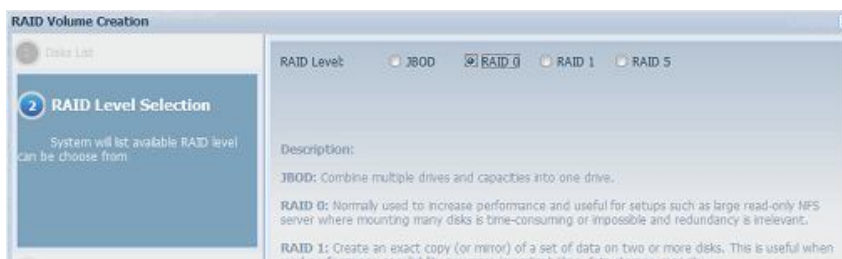 RAID Volume Creation
Disks List
2 RAID Level Selection
System will list available RAID level
can be choose from
RAID Level: JBOD RAID 0 RAID 1 RAID 5
Description:
JBOD: Combine multiple drives and capacities into one drive.
RAID 0: Normally used to increase performance and useful for setups such as large read-only NFS
server where mounting many disks is time-consuming or impossible and redundancy is irrelevant.
RAID 1: Create an exact copy (or mirror) of a set of data on two or more disks. This is useful when